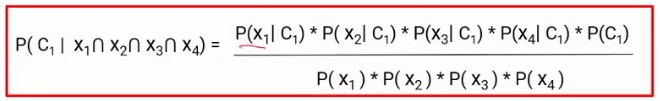 P( C₁ | x₁∩ x₂∩ x₃∩ x₄) = P(x₁| C₁) * P( x₂| C₁) * P(x₃| C₁) * P(x₄| C₁) * P(C₁)
P( x₁ ) * P( x₂ ) * P( x₃ ) * P( x₄ )